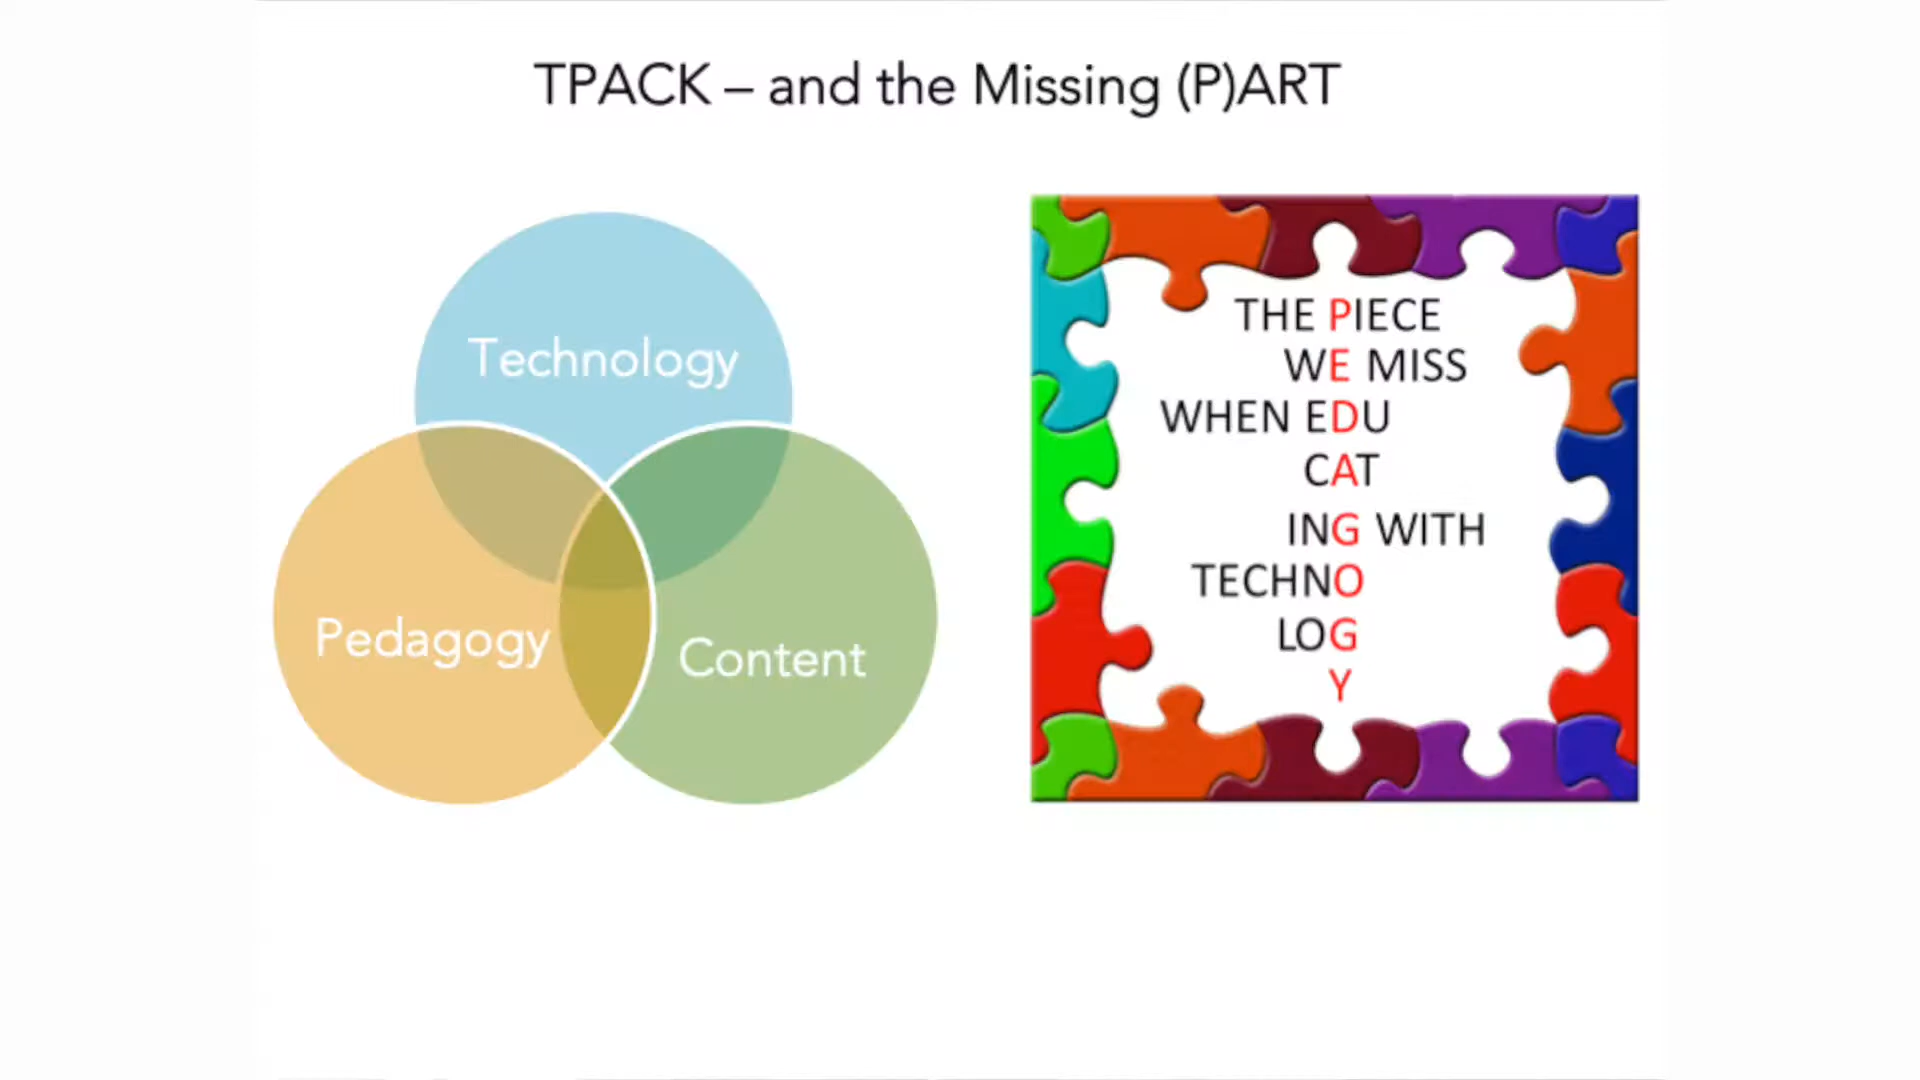 TPACK – and the Missing (P)ART
Technology
Pedagogy
Content
THE PIECE
WE MISS
WHEN EDU
CAT
ING WITH
TECHNO
LOG
Y